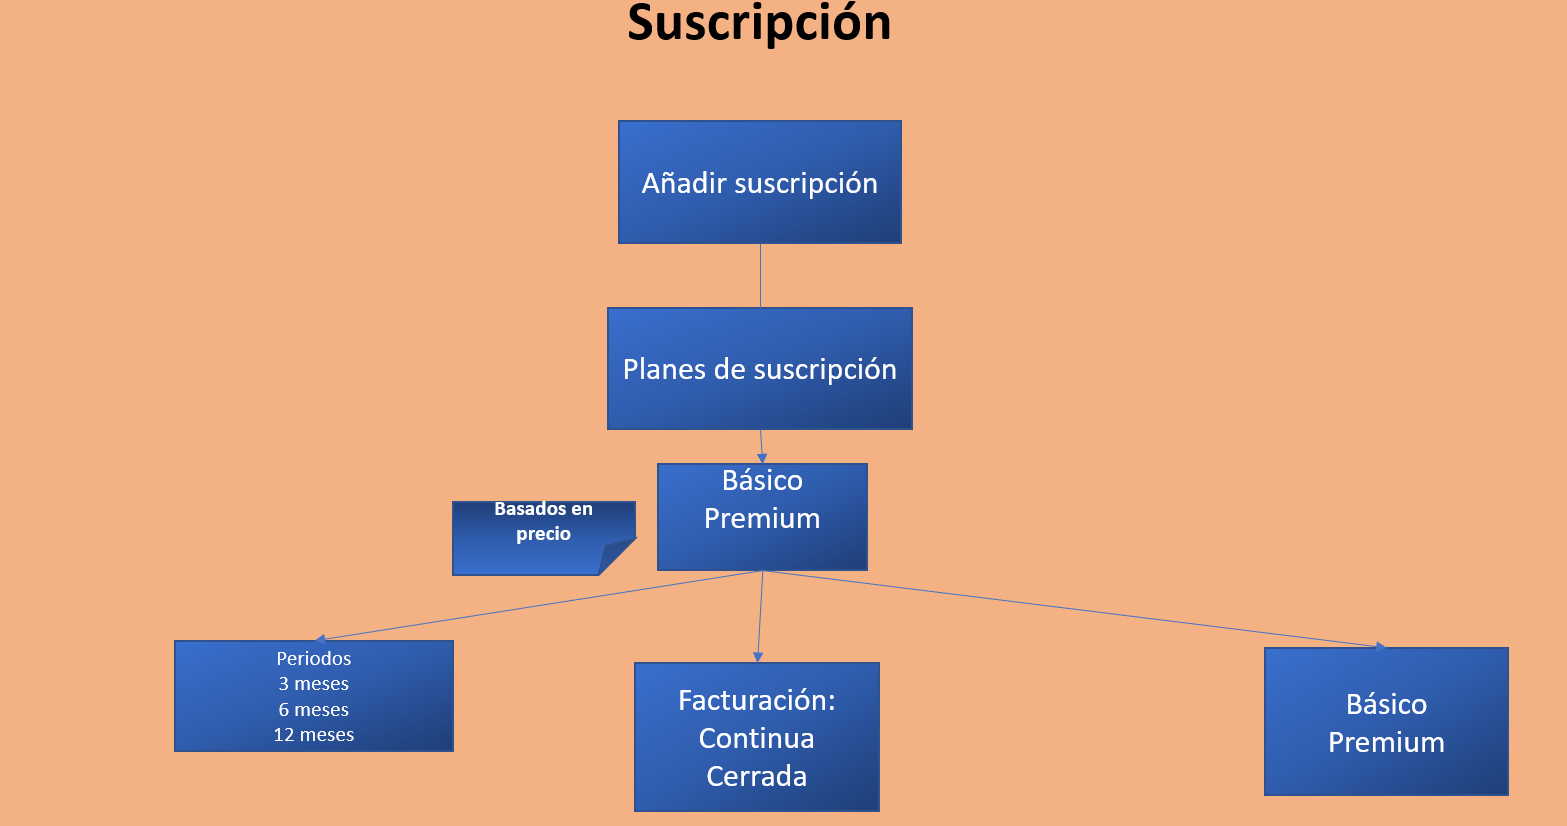 Suscripción
Añadir suscripción
Planes de suscripción
Básico
Premium
Basados en
precio
Periodos
3 meses
6 meses
12 meses
Facturación:
Continua
Cerrada
Básico
Premium